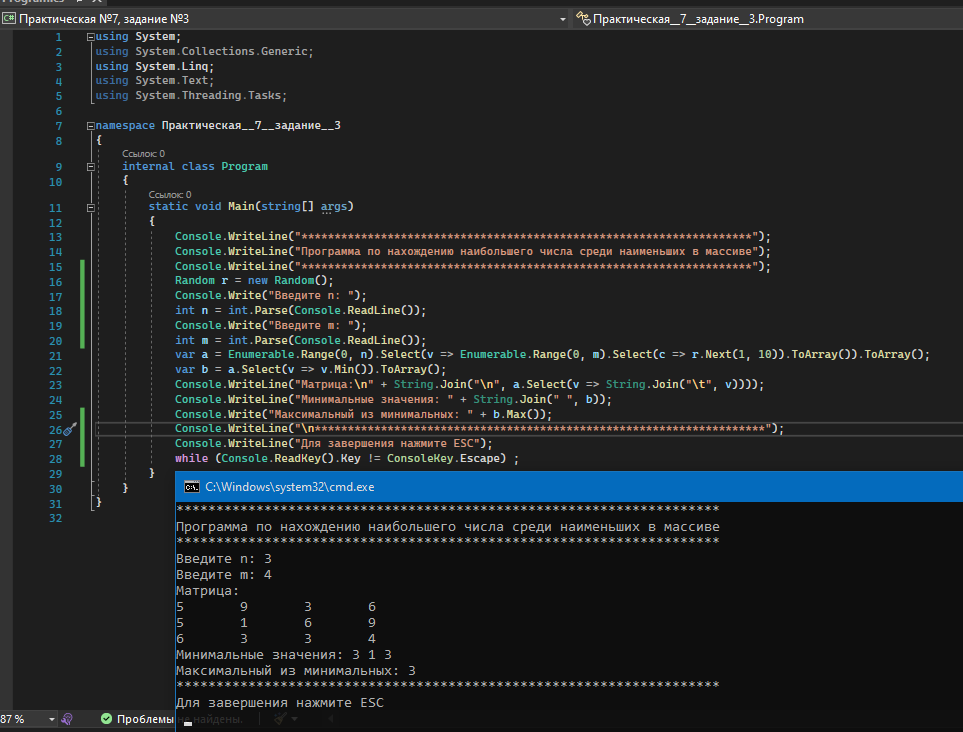 Практическая №7, задание №3
Практическая__7__задание__3.Program
1 using System;
2 using System.Collections.Generic;
3 using System.Linq;
4 using System.Text;
5 using System.Threading.Tasks;
6
7 namespace Практическая__7__задание__3
8 {
Ссылок: 0
9 internal class Program
10 {
Ссылок: 0
11 static void Main(string[] args)
12 {
13 Console.WriteLine("********************************************************************");
14 Console.WriteLine("Программа по нахождению наибольшего числа среди наименьших в массиве");
15 Console.WriteLine("********************************************************************");
16 Random r = new Random();
17 Console.Write("Введите n: ");
18 int n = int.Parse(Console.ReadLine());
19 Console.Write("Введите m: ");
20 int m = int.Parse(Console.ReadLine());
21 var a = Enumerable.Range(0, n).Select(v => Enumerable.Range(0, m).Select(c => r.Next(1, 10)).ToArray()).ToArray();
22 var b = a.Select(v => v.Min()).ToArray();
23 Console.WriteLine("Матрица:\n" + String.Join("\n", a.Select(v => String.Join("\t", v))));
24 Console.WriteLine("Минимальные значения: " + String.Join(" ", b));
25 Console.Write("Максимальный из минимальных: " + b.Max());
26 Console.WriteLine("\n********************************************************************");
27 Console.WriteLine("Для завершения нажмите ESC");
28 while (Console.ReadKey().Key != ConsoleKey.Escape) ;
29 }
30 }
31 }
32
C:\Windows\system32\cmd.exe
********************************************************************
Программа по нахождению наибольшего числа среди наименьших в массиве
********************************************************************
Введите n: 3
Введите m: 4
Матрица:
5 9 3 6
5 1 6 9
6 3 3 4
Минимальные значения: 3 1 3
Максимальный из минимальных: 3
********************************************************************
Для завершения нажмите ESC
87 % Проблемы не найдены.